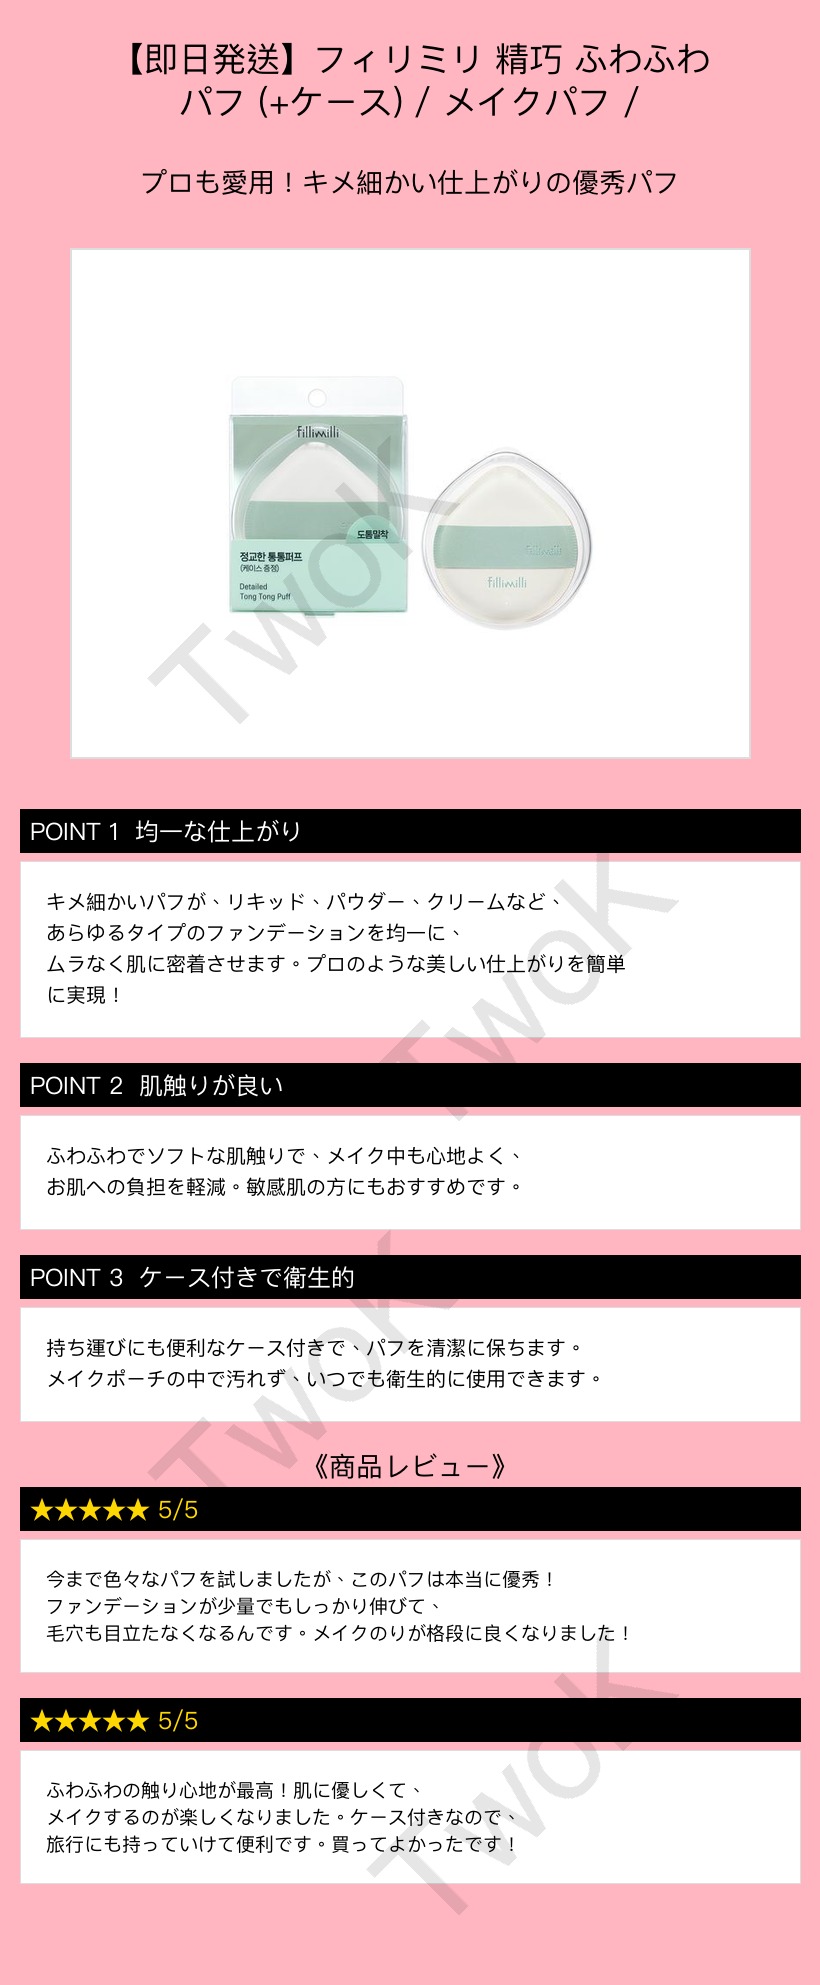 【即日発送】フィリミリ 精巧 ふわふわ
パフ (+ケース) / メイクパフ /
プロも愛用！キメ細かい仕上がりの優秀パフ
fillimilli
도톰밀착
정교한 통통퍼프
(케이스 증정)
Detailed
Tong Tong Puff
fillimilli
fillimilli
TwoK
POINT 1 均一な仕上がり
キメ細かいパフが、リキッド、パウダー、クリームなど、
あらゆるタイプのファンデーションを均一に、
ムラなく肌に密着させます。プロのような美しい仕上がりを簡単
に実現！
TwoK
POINT 2 肌触りが良い
ふわふわでソフトな肌触りで、メイク中も心地よく、
お肌への負担を軽減。敏感肌の方にもおすすめです。
POINT 3 ケース付きで衛生的
持ち運びにも便利なケース付きで、パフを清潔に保ちます。
メイクポーチの中で汚れず、いつでも衛生的に使用できます。
TwoK
《商品レビュー》
★★★★★ 5/5
今まで色々なパフを試しましたが、このパフは本当に優秀！
ファンデーションが少量でもしっかり伸びて、
毛穴も目立たなくなるんです。メイクのりが格段に良くなりました！
★★★★★ 5/5
ふわふわの触り心地が最高！肌に優しくて、
メイクするのが楽しくなりました。ケース付きなので、
旅行にも持っていけて便利です。買ってよかったです！
TwoK